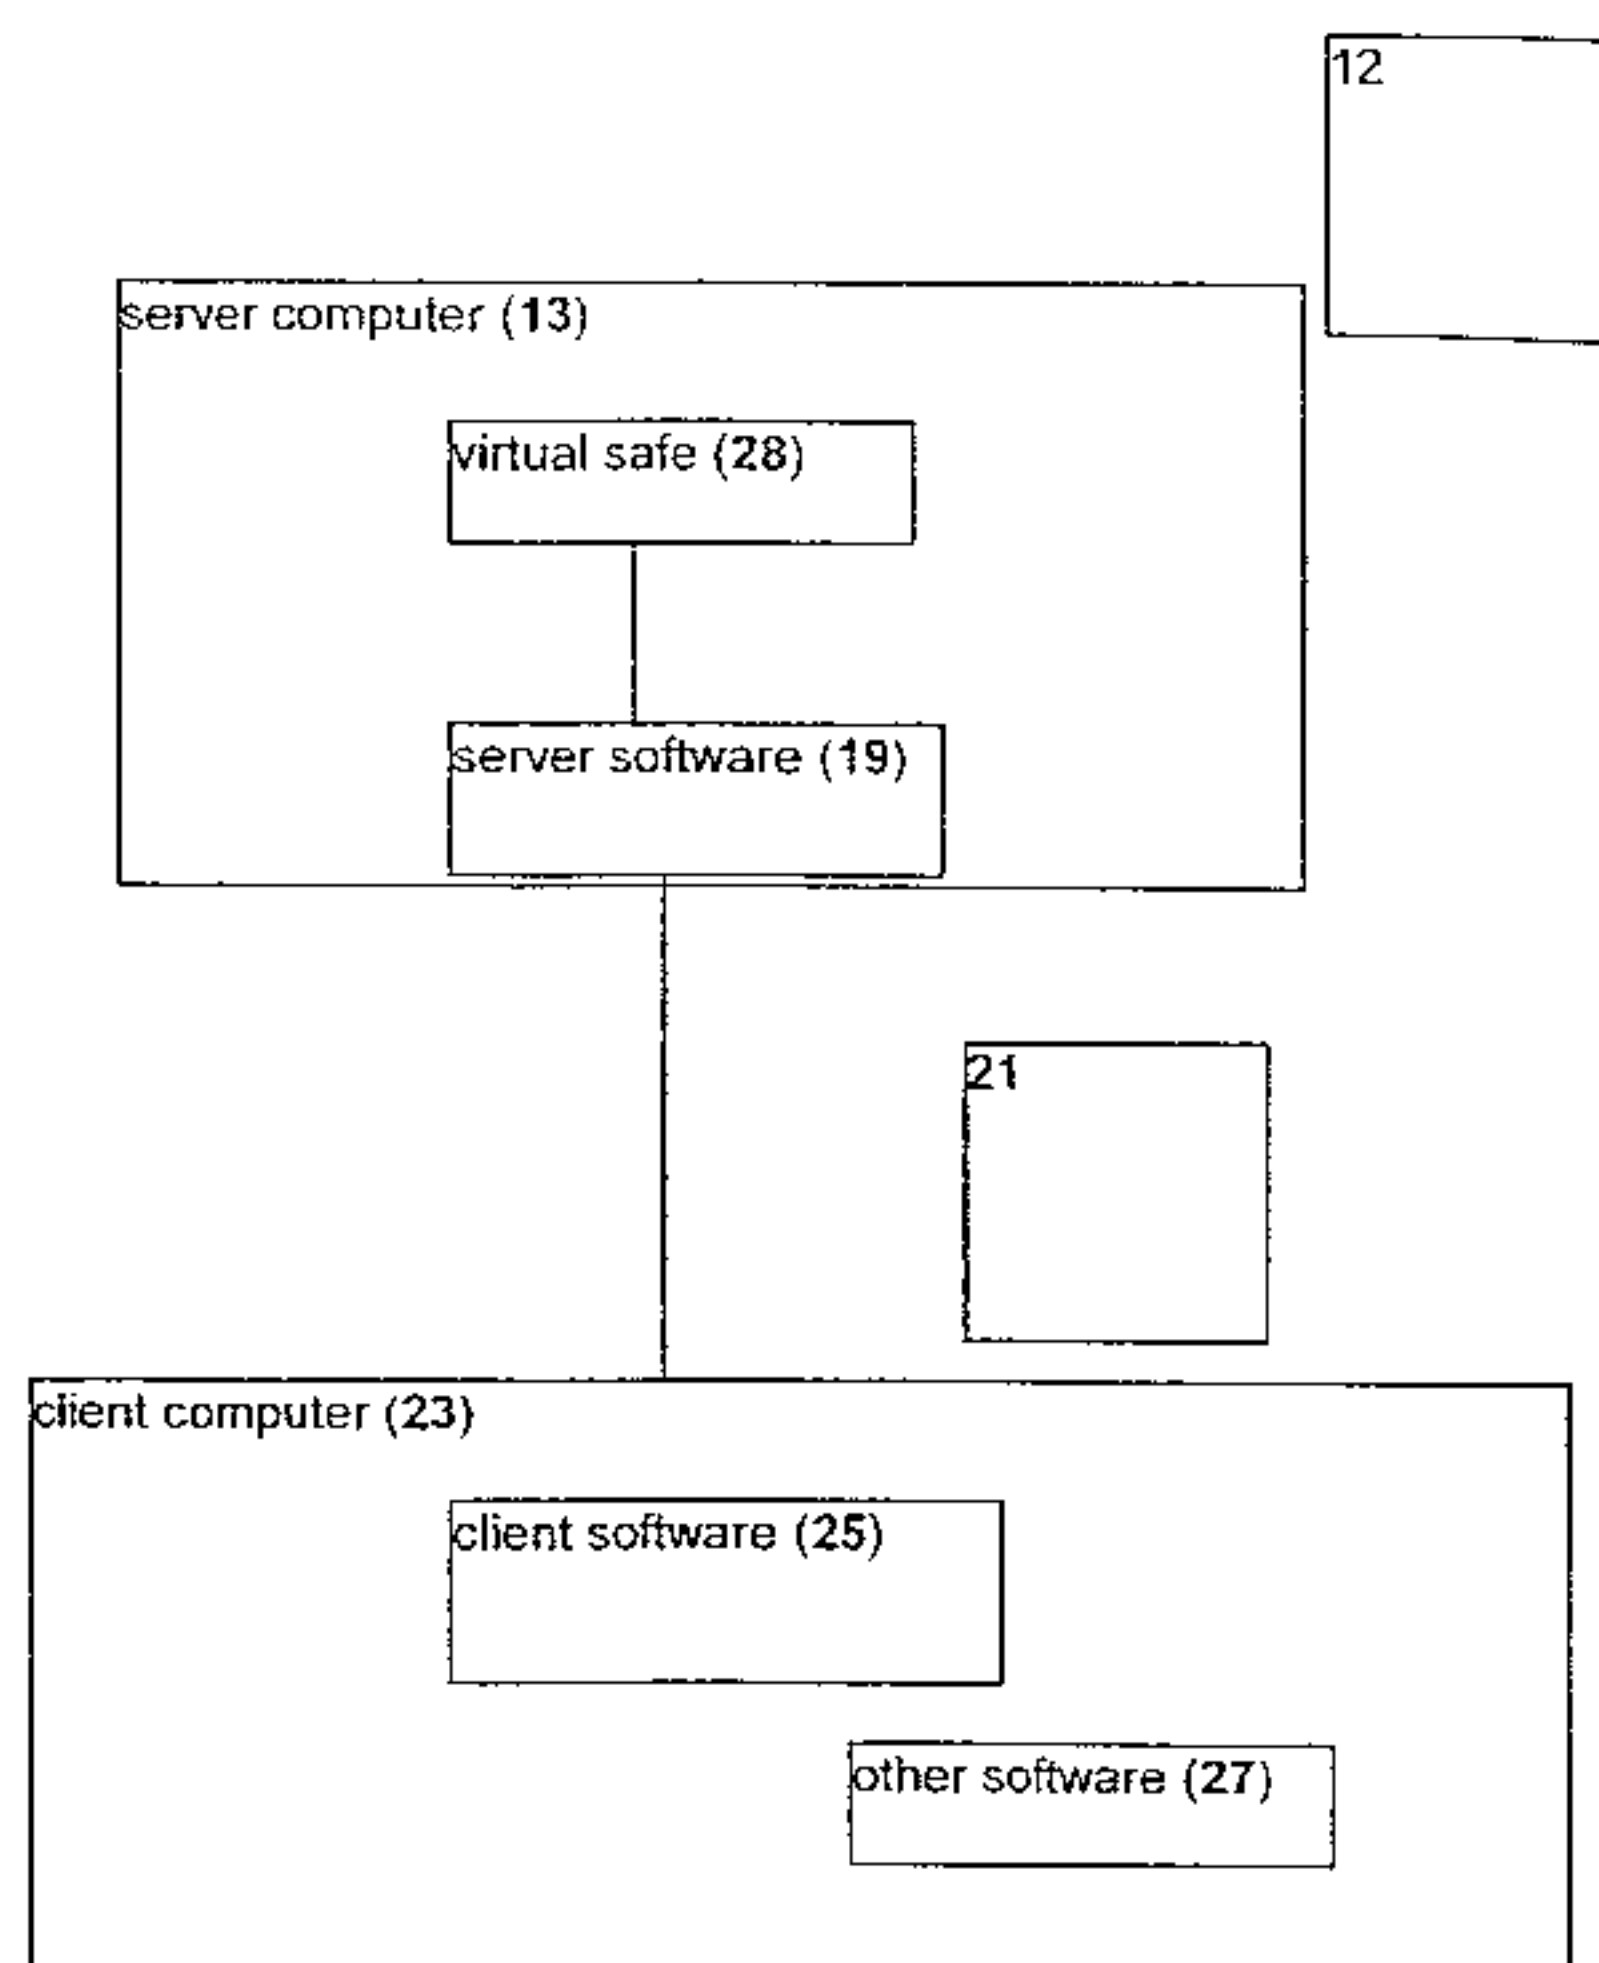 12
server computer (13)
virtual safe (28)
server software (19)
21
client computer (23)
client software (25)
other software (27)